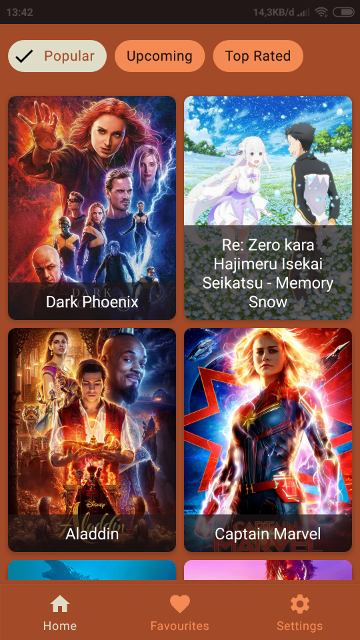 13:42
14,3KB/d
Popular
Upcoming
Top Rated
DARK
Dark Phoenix
Re: Zero kara
Hajimeru Isekai
Seikatsu - Memory
Snow
Disney
Aladdin
Aladdin
Captain Marvel
MARVEL
Home
Favourites
Settings